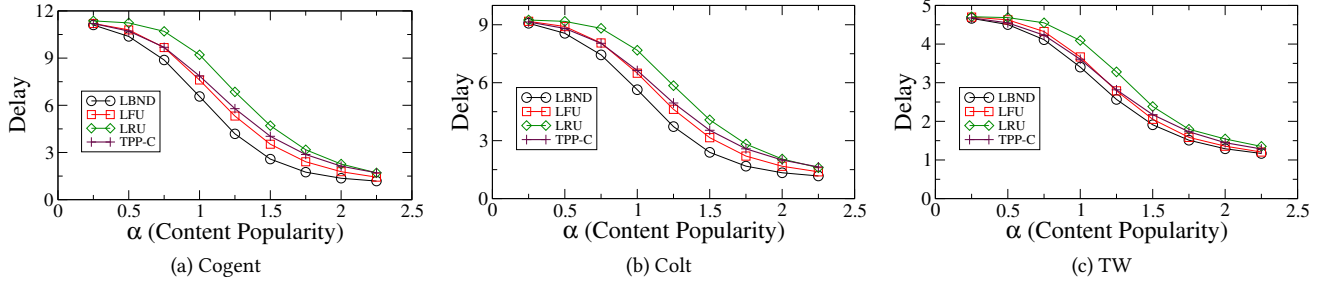 12
9
6
3
0
Delay
LBND
LFU
LRU
TPP-C
0 0.5 1 1.5 2 2.5
α (Content Popularity)
(a) Cogent
9
6
3
0
Delay
LBND
LFU
LRU
TPP-C
0 0.5 1 1.5 2 2.5
α (Content Popularity)
(b) Colt
5
4
3
2
1
0
Delay
LBND
LFU
LRU
TPP-C
0 0.5 1 1.5 2 2.5
α (Content Popularity)
(c) TW